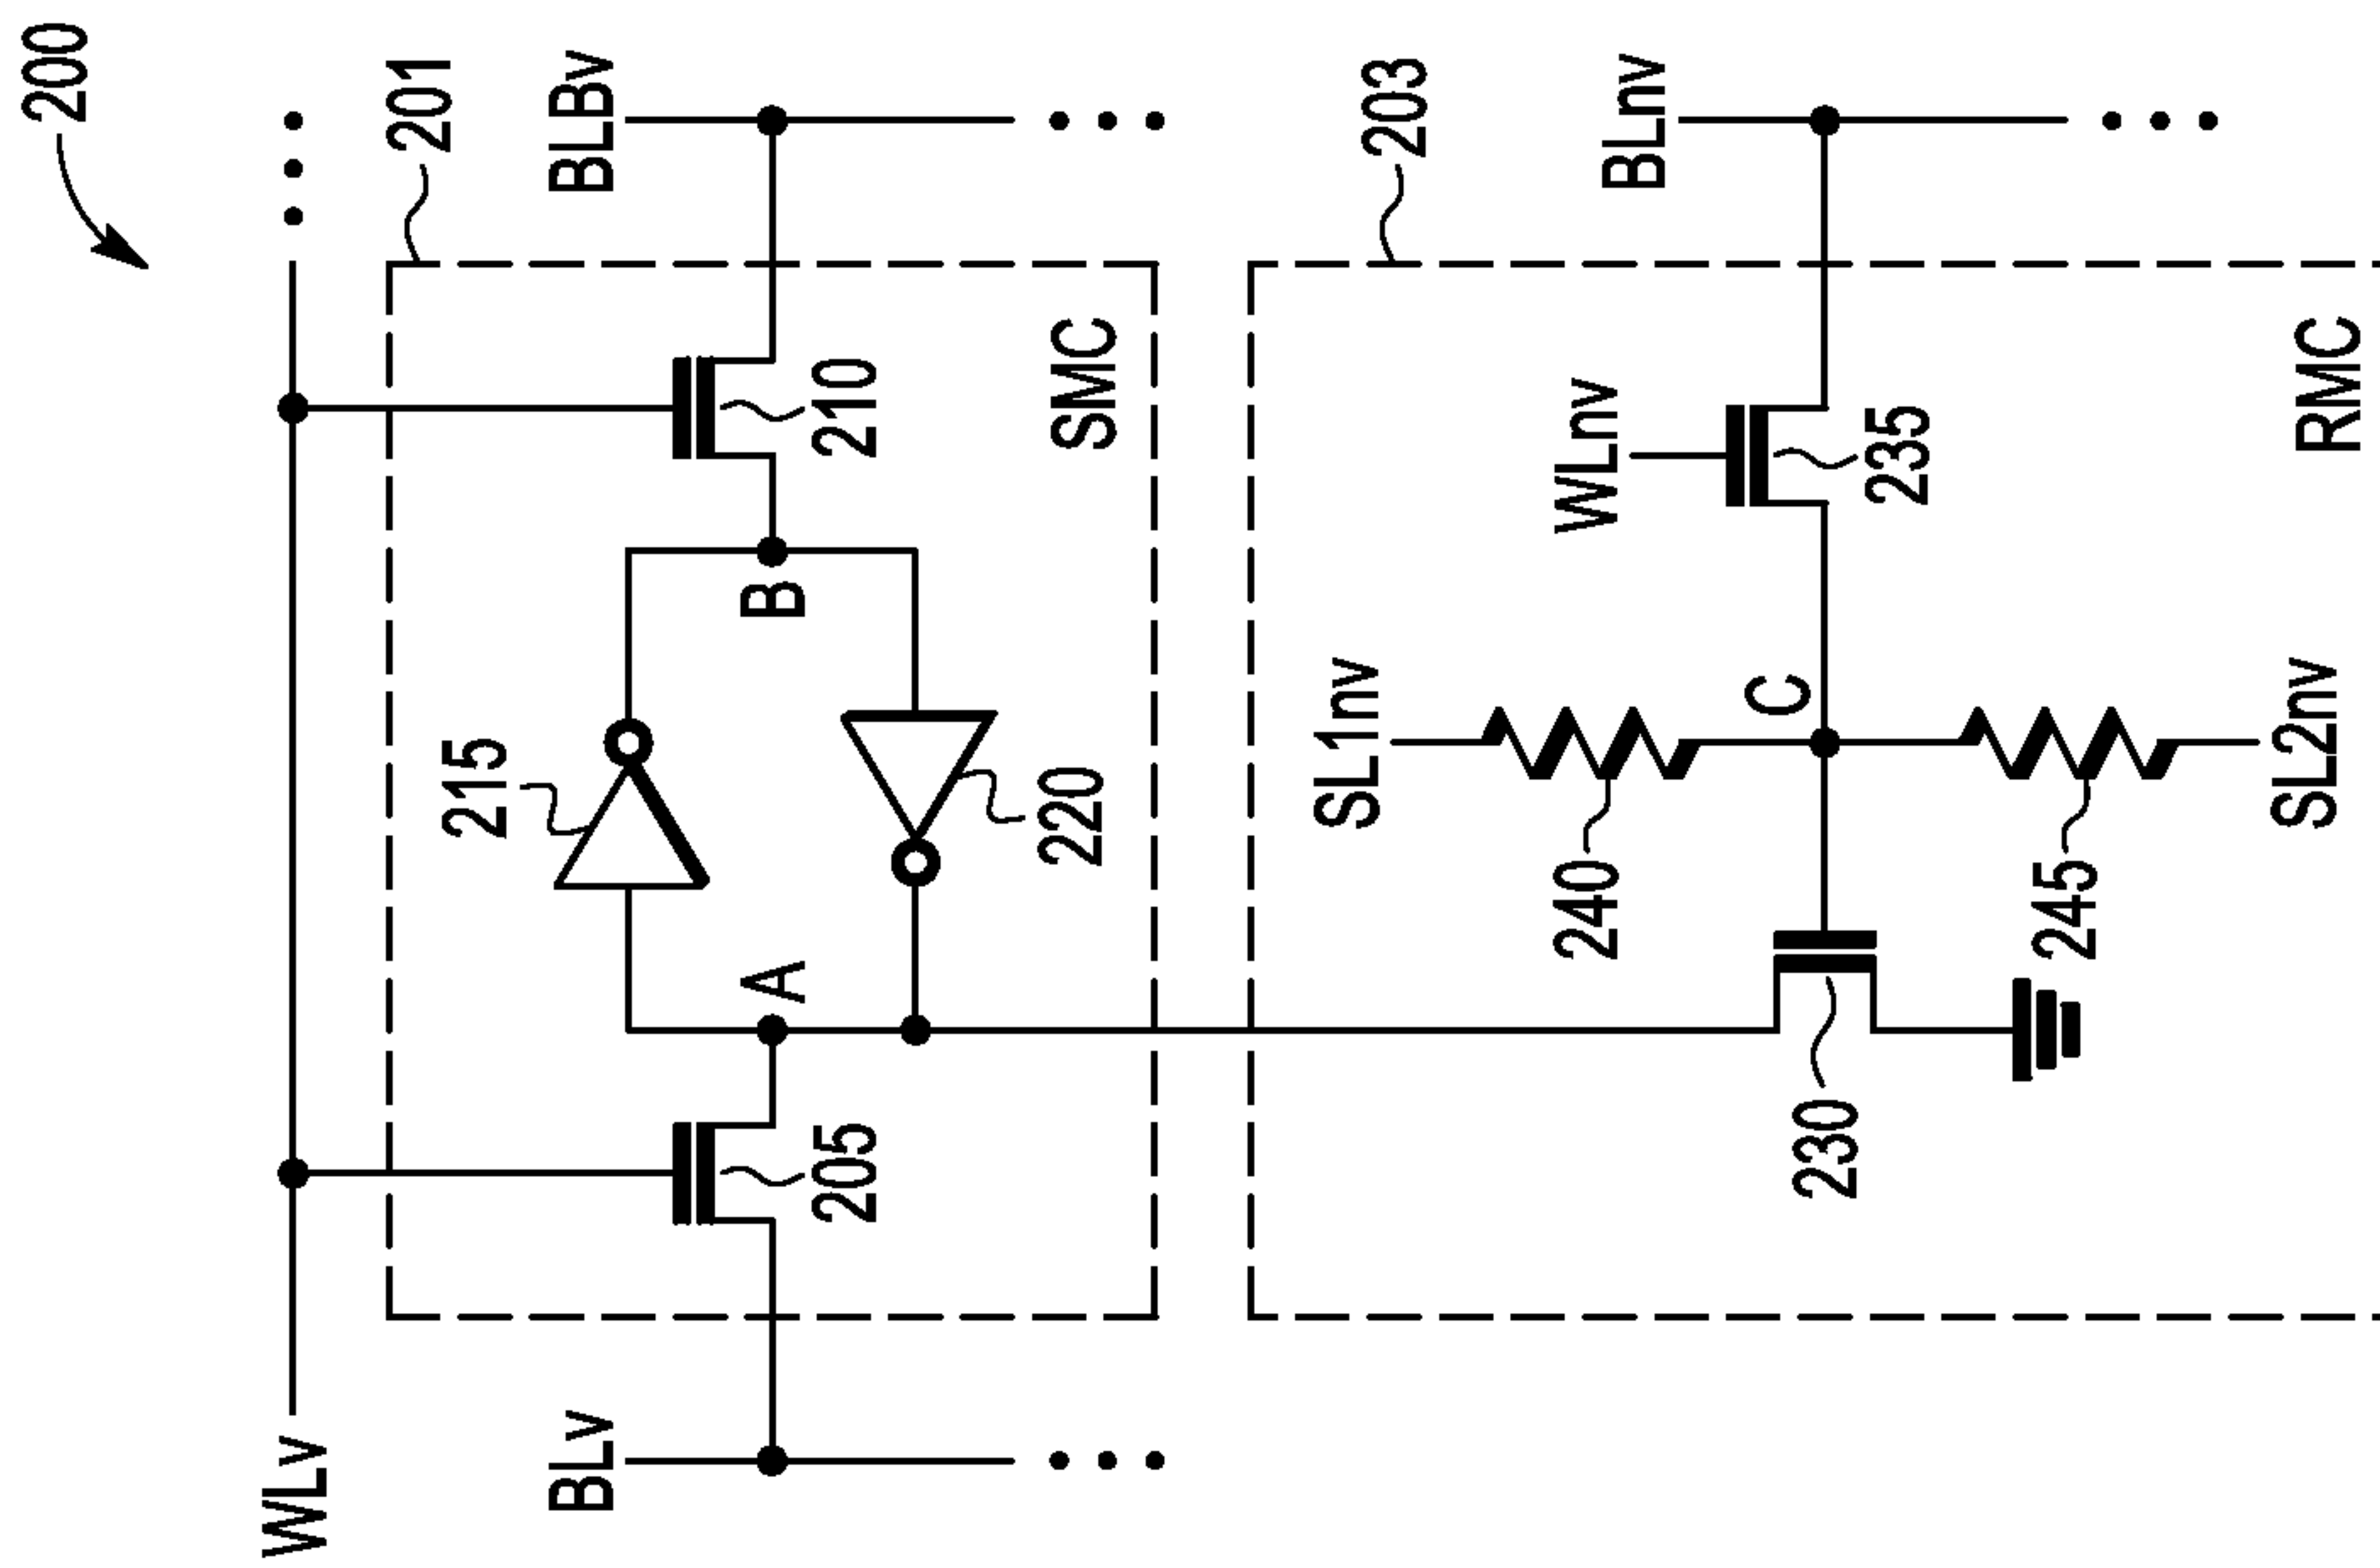 200
WLv
201
215
BLv
BLBv
A
B
205
210
220
SMC
SL1nv
203
240
WLnv
BLnv
C
230
235
245
SL2nv
RMC